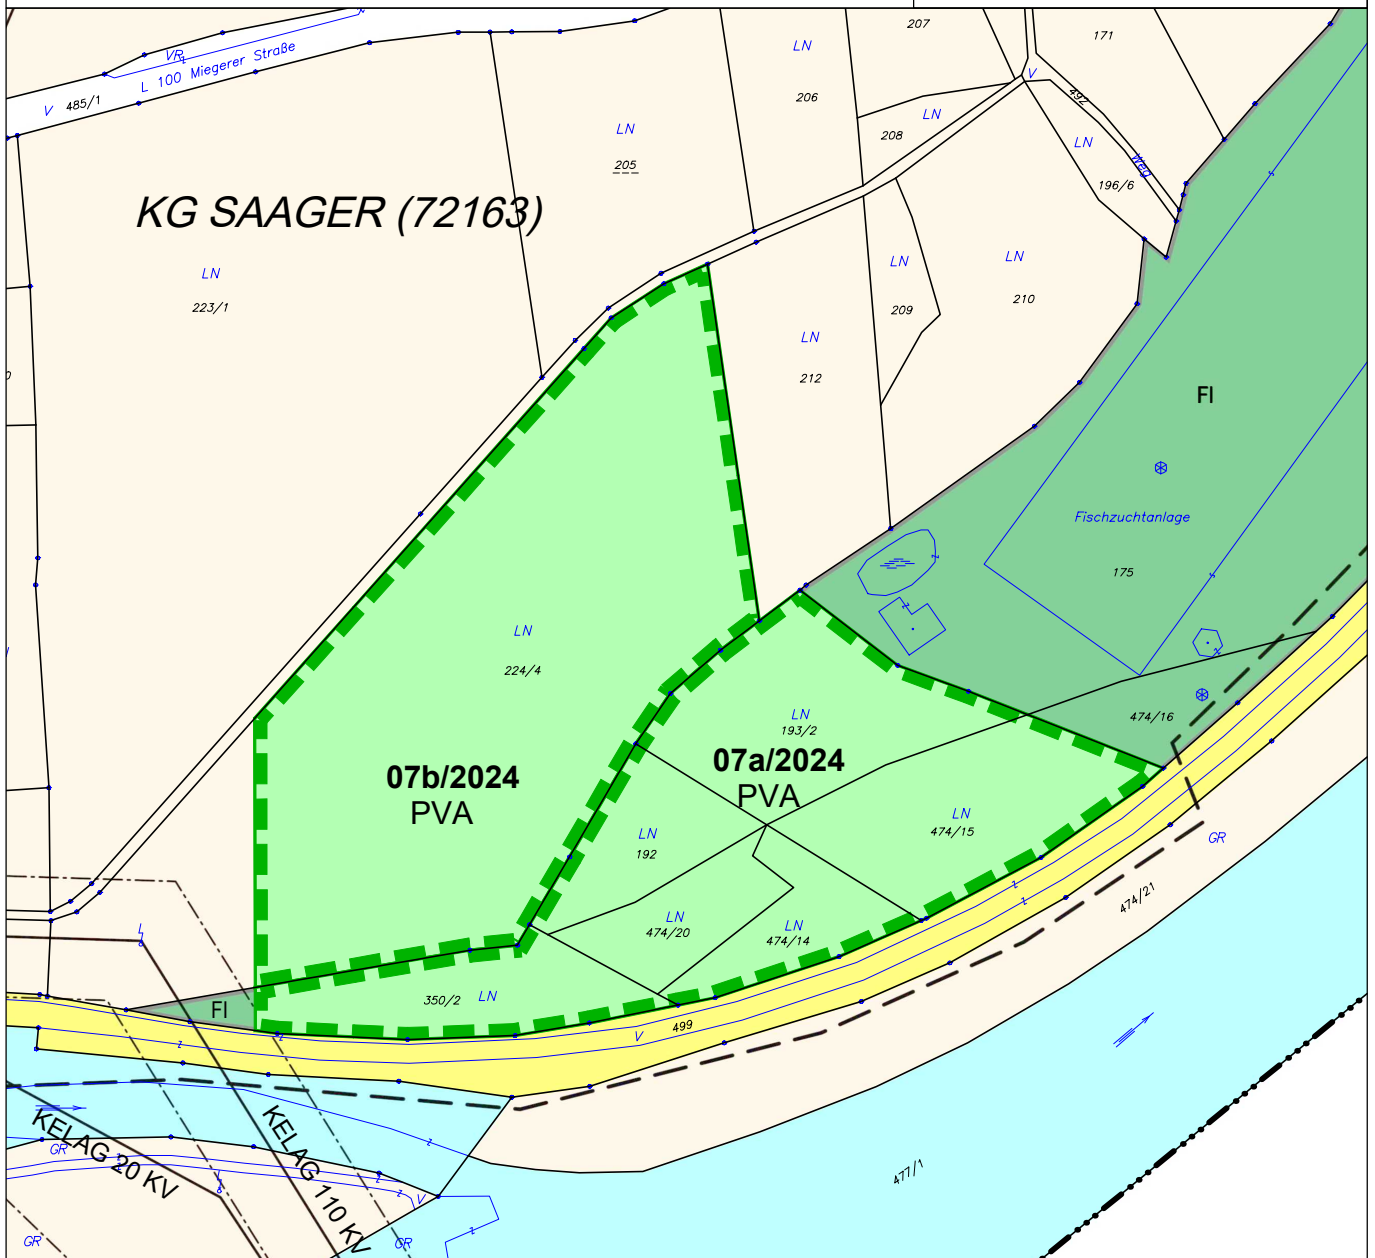 207
171
LN
VR
L 100 Miegerer Straße
V 485/1
206
V
492
LN
208
LN
205
LN
Weg
196/6
KG SAAGER (72163)
LN
223/1
LN
209
LN
210
LN
212
FI
Fischzuchtanlage
175
LN
224/4
LN
193/2
474/16
07b/2024
PVA
07a/2024
PVA
LN
192
LN
474/15
GR
474/21
LN
474/20
LN
474/14
350/2 LN
FI
499
V
KELAG 20 KV
KELAG 110 KV
GR
477/1
V
GR
GR